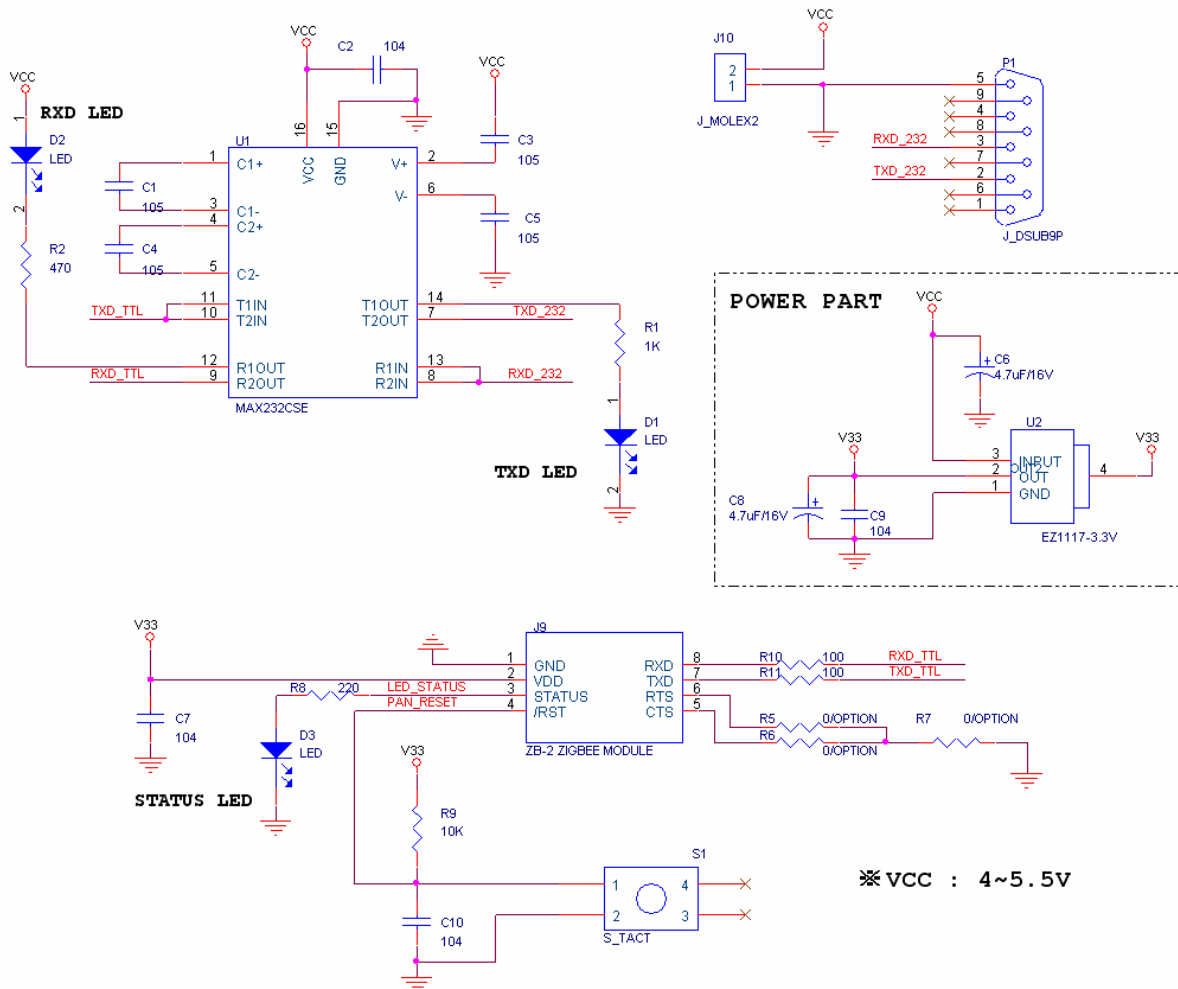 VCC
C2 104
VCC
VCC
RXD LED
1
D2
LED
2
R2
470
C3
105
U1
16
15
VCC
GND
1 C1+
3 C1-
4 C2+
5 C2-
11 T1IN
10 T2IN
12 R1OUT
9 R2OUT
V+ 2
V- 6
T1OUT 14
T2OUT 7
R1IN 13
R2IN 8
MAX232CSE
C1
105
C4
105
C5
105
TXD_TTL
RXD_TTL
TXD_232
RXD_232
R1
1K
1
D1
LED
2
TXD LED
VCC
J10
2
1
J_MOLEX2
P1
5
9
4
8
RXD_232 3
7
TXD_232 2
6
1
J_DSUB9P
POWER PART
VCC
C6
4.7uF/16V
U2
V33
V33
3 INPUT
2 OUT
OUT2
1 GND
4
EZ1117-3.3V
C8
4.7uF/16V
C9
104
V33
C7
104
J9
1 GND
2 VDD
3 STATUS
4 /RST
RXD 8
TXD 7
RTS 6
CTS 5
ZB-2 ZIGBEE MODULE
R8 220 LED_STATUS
PAN_RESET
D3
LED
STATUS LED
R10 100 RXD_TTL
R11 100 TXD_TTL
R5 0/OPTION
R6 0/OPTION
R7 0/OPTION
V33
R9
10K
C10
104
S1
1 4
2 3
S_TACT
※VCC : 4~5.5V